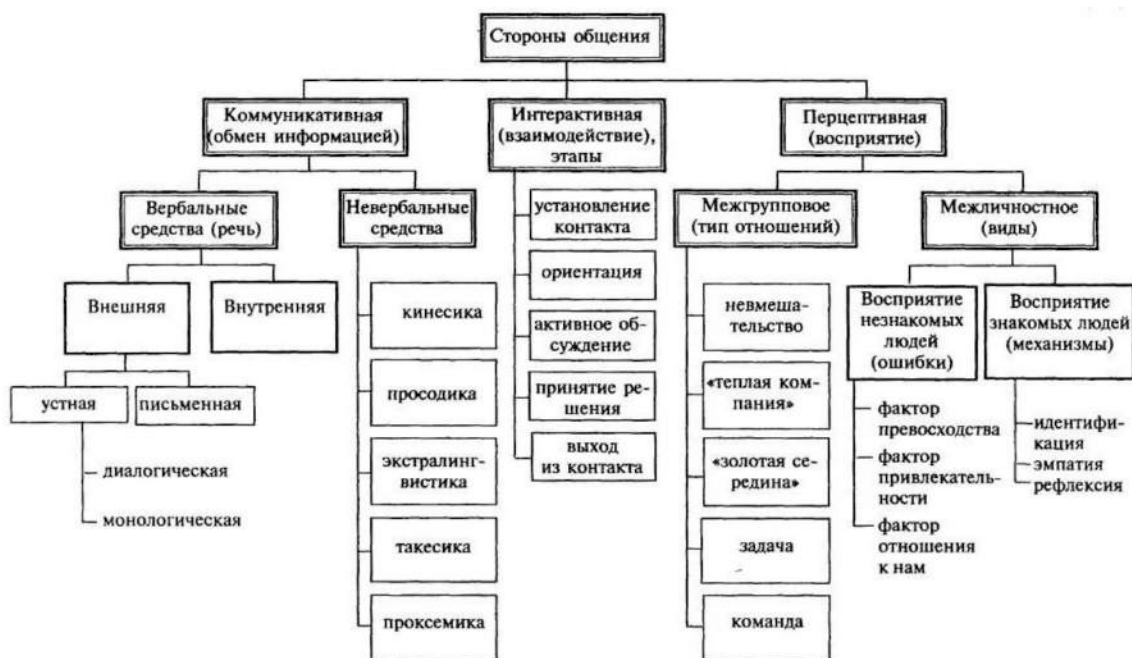 Стороны общения
Коммуникативная
(обмен информацией)
Интерактивная
(взаимодействие),
этапы
Перцептивная
(восприятие)
Вербальные
средства (речь)
Невербальные
средства
Межгрупповое
(тип отношений)
Межличностное
(виды)
Внешняя
Внутренняя
устная
письменная
диалогическая
монологическая
кинесика
просодика
экстралинг-
вистика
такесика
проксемика
установление
контакта
ориентация
активное об-
суждение
принятие ре-
шения
выход
из контакта
невмеша-
тельство
«теплая ком-
пания»
«золотая се-
редина»
задача
команда
Восприятие
незнакомых
людей
(ошибки)
фактор
превосходства
фактор
привлекатель-
ности
фактор
отношения
к нам
Восприятие
знакомых людей
(механизмы)
идентифи-
кация
эмпатия
рефлексия